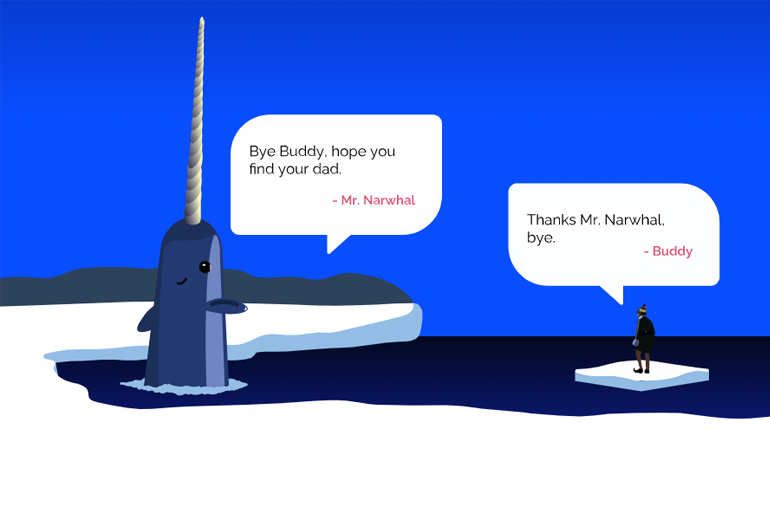 Bye Buddy, hope you
find your dad.
- Mr. Narwhal
Thanks Mr. Narwhal,
bye.
- Buddy